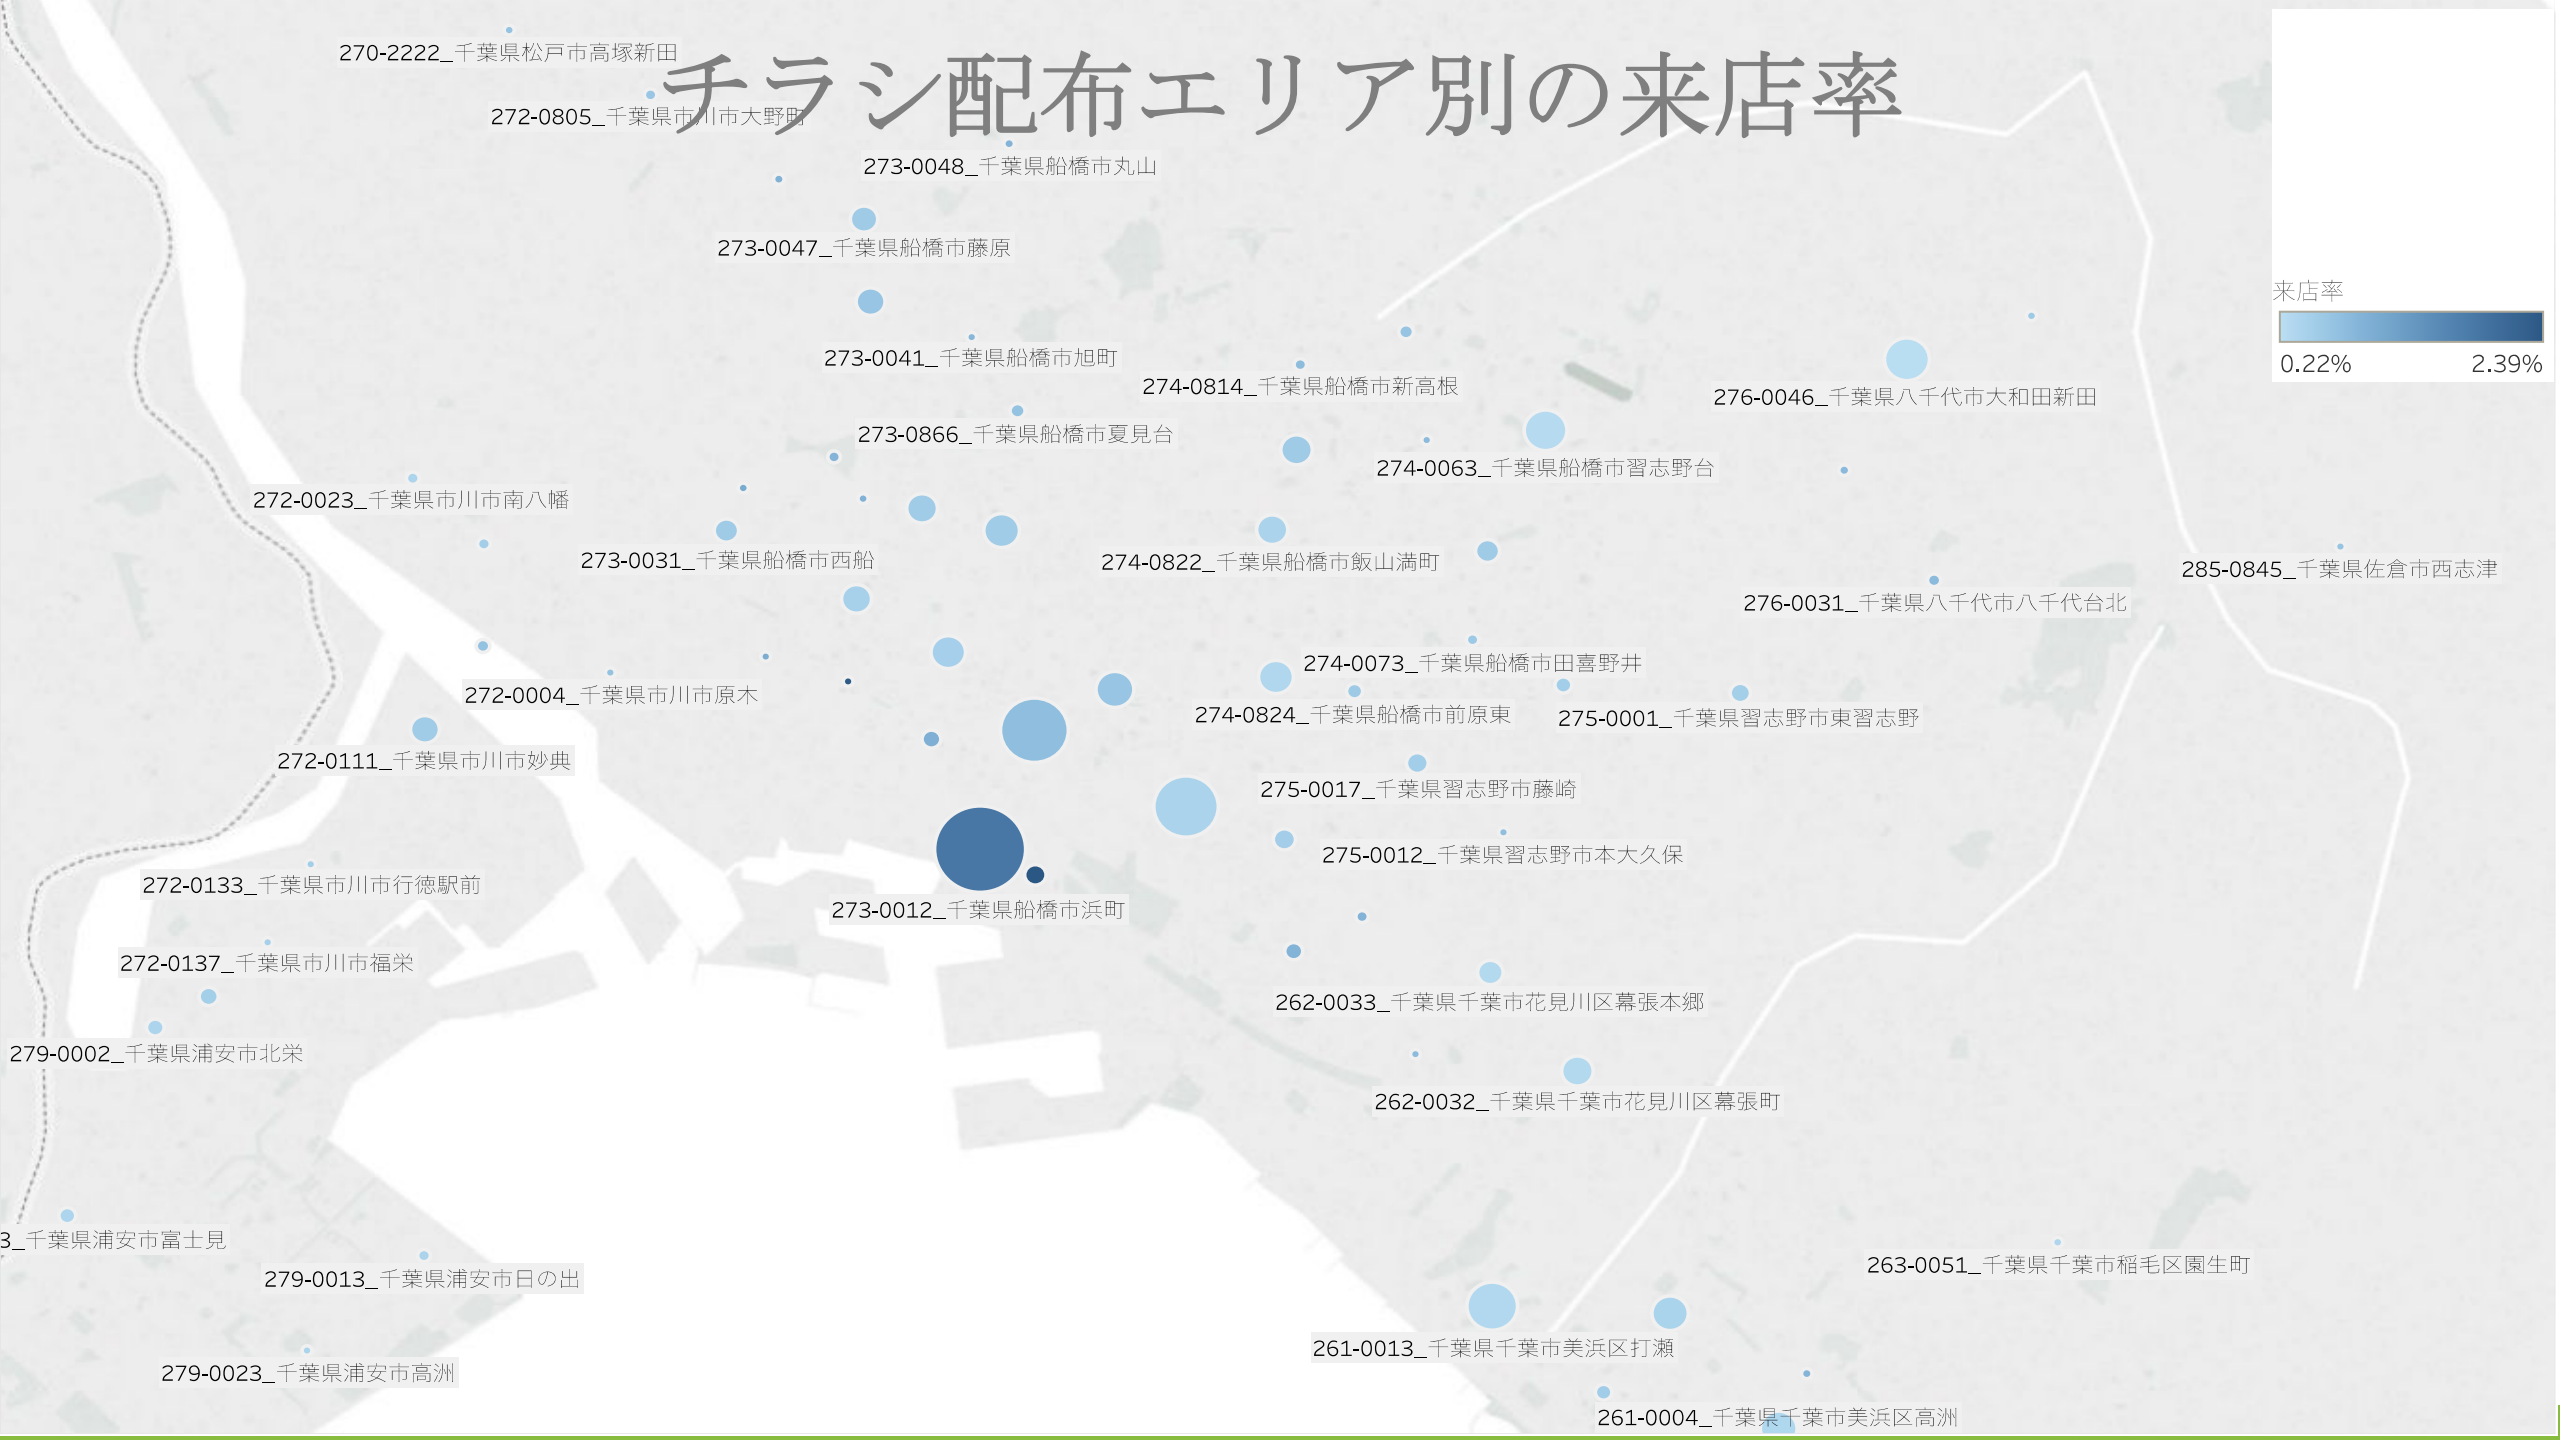 チラシ配布エリア別の来店率
270-2222_千葉県松戸市高塚新田
272-0805_千葉県市川市大野町
273-0048_千葉県船橋市丸山
273-0047_千葉県船橋市藤原
来店率
0.22% 2.39%
273-0041_千葉県船橋市旭町
274-0814_千葉県船橋市新高根
276-0046_千葉県八千代市大和田新田
273-0866_千葉県船橋市夏見台
274-0063_千葉県船橋市習志野台
272-0023_千葉県市川市南八幡
273-0031_千葉県船橋市西船
274-0822_千葉県船橋市飯山満町
285-0845_千葉県佐倉市西志津
276-0031_千葉県八千代市八千代台北
274-0073_千葉県船橋市田喜野井
272-0004_千葉県市川市原木
274-0824_千葉県船橋市前原東
275-0001_千葉県習志野市東習志野
272-0111_千葉県市川市妙典
275-0017_千葉県習志野市藤崎
275-0012_千葉県習志野市本大久保
272-0133_千葉県市川市行徳駅前
273-0012_千葉県船橋市浜町
272-0137_千葉県市川市福栄
262-0033_千葉県千葉市花見川区幕張本郷
279-0002_千葉県浦安市北栄
262-0032_千葉県千葉市花見川区幕張町
3_千葉県浦安市富士見
263-0051_千葉県千葉市稲毛区園生町
279-0013_千葉県浦安市日の出
261-0013_千葉県千葉市美浜区打瀬
279-0023_千葉県浦安市高洲
261-0004_千葉県千葉市美浜区高洲